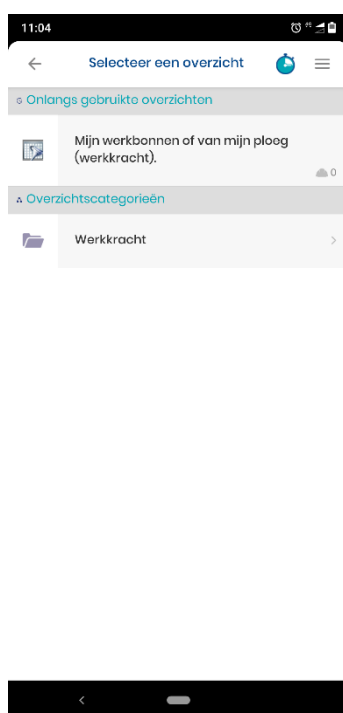 11:04
Selecteer een overzicht
Onlangs gebruikte overzichten
Mijn werkbonnen of van mijn ploeg
(werkkracht).
0
Overzichtscategorieën
Werkkracht